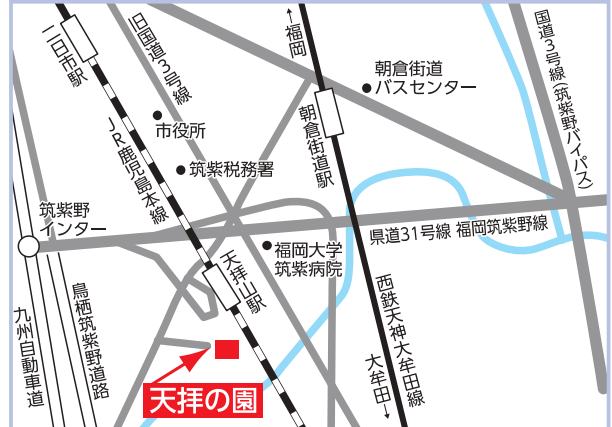 ←福岡
旧国道3号線
二日市駅
国道3号線(筑紫野バイパス)
朝倉街道
バスセンター
市役所
朝倉街道駅
JR鹿児島本線
筑紫税務署
筑紫野
インター
県道31号線 福岡筑紫野線
福岡大学
筑紫病院
天拝山駅
西鉄天神大牟田線
鳥栖筑紫野道路
九州自動車道
大牟田→
天拝の園